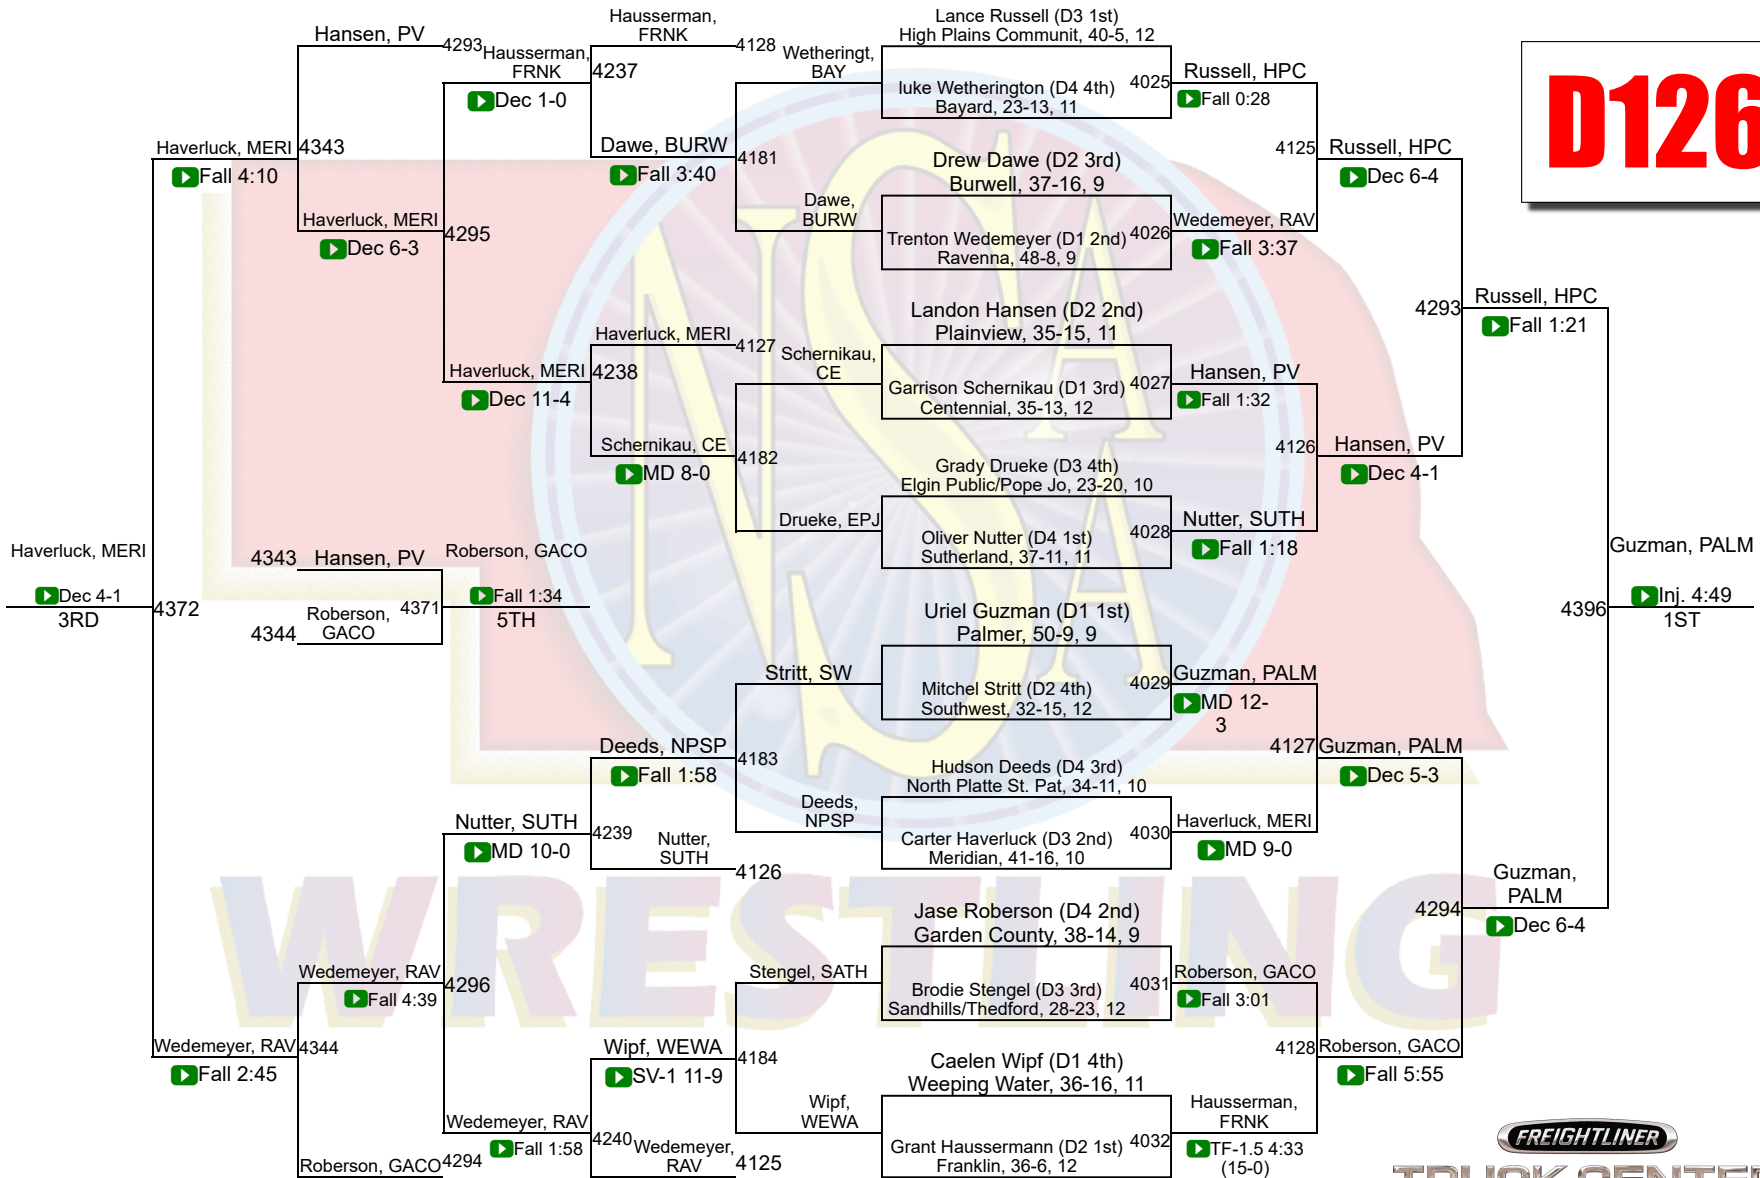 D126
Hansen, PV
4293
Hausserman,
FRNK
Dec 1-0
Hausserman,
FRNK
4237
4128
Wetheringt,
BAY
Lance Russell (D3 1st)
High Plains Communit, 40-5, 12
luke Wetherington (D4 4th)
Bayard, 23-13, 11
4025
Russell, HPC
Fall 0:28
Haverluck, MERI
4343
Fall 4:10
Dawe, BURW
4181
Fall 3:40
Drew Dawe (D2 3rd)
Burwell, 37-16, 9
4125
Russell, HPC
Dec 6-4
Haverluck, MERI
4295
Dec 6-3
Dawe,
BURW
Trenton Wedemeyer (D1 2nd)
Ravenna, 48-8, 9
4026
Wedemeyer, RAV
Fall 3:37
Landon Hansen (D2 2nd)
Plainview, 35-15, 11
4293
Russell, HPC
Fall 1:21
Haverluck, MERI
4127
Schernikau,
CE
Haverluck, MERI
4238
Dec 11-4
Garrison Schernikau (D1 3rd)
Centennial, 35-13, 12
4027
Hansen, PV
Fall 1:32
Schernikau, CE
4182
MD 8-0
Grady Drueke (D3 4th)
Elgin Public/Pope Jo, 23-20, 10
4126
Hansen, PV
Dec 4-1
Drueke, EPJ
Oliver Nutter (D4 1st)
Sutherland, 37-11, 11
4028
Nutter, SUTH
Fall 1:18
Haverluck, MERI
Dec 4-1
3RD
4372
4343
Hansen, PV
Roberson, GACO
4344
Roberson,
GACO
4371
Fall 1:34
5TH
Uriel Guzman (D1 1st)
Palmer, 50-9, 9
4396
Guzman, PALM
Inj. 4:49
1ST
Stritt, SW
Mitchel Stritt (D2 4th)
Southwest, 32-15, 12
4029
Guzman, PALM
MD 12-
3
Deeds, NPSP
4183
Fall 1:58
Hudson Deeds (D4 3rd)
North Platte St. Pat, 34-11, 10
4127
Guzman, PALM
Dec 5-3
Nutter, SUTH
4239
MD 10-0
Nutter,
SUTH
4126
Deeds,
NPSP
Carter Haverluck (D3 2nd)
Meridian, 41-16, 10
4030
Haverluck, MERI
MD 9-0
Jase Roberson (D4 2nd)
Garden County, 38-14, 9
4294
Guzman,
PALM
Dec 6-4
Wedemeyer, RAV
4296
Fall 4:39
Stengel, SATH
Brodie Stengel (D3 3rd)
Sandhills/Thedford, 28-23, 12
4031
Roberson, GACO
Fall 3:01
Wedemeyer, RAV
4344
Fall 2:45
Wipf, WEWA
4184
SV-1 11-9
Caelen Wipf (D1 4th)
Weeping Water, 36-16, 11
4128
Roberson, GACO
Fall 5:55
Wedemeyer, RAV
4240
Fall 1:58
Wedemeyer,
RAV
4125
Wipf,
WEWA
Grant Haussermann (D2 1st)
Franklin, 36-6, 12
4032
Hausserman,
FRNK
TF-1.5 4:33
(15-0)
Roberson, GACO
4294
NSAA
WRESTLING
FREIGHTLINER
TRUCK CENTE